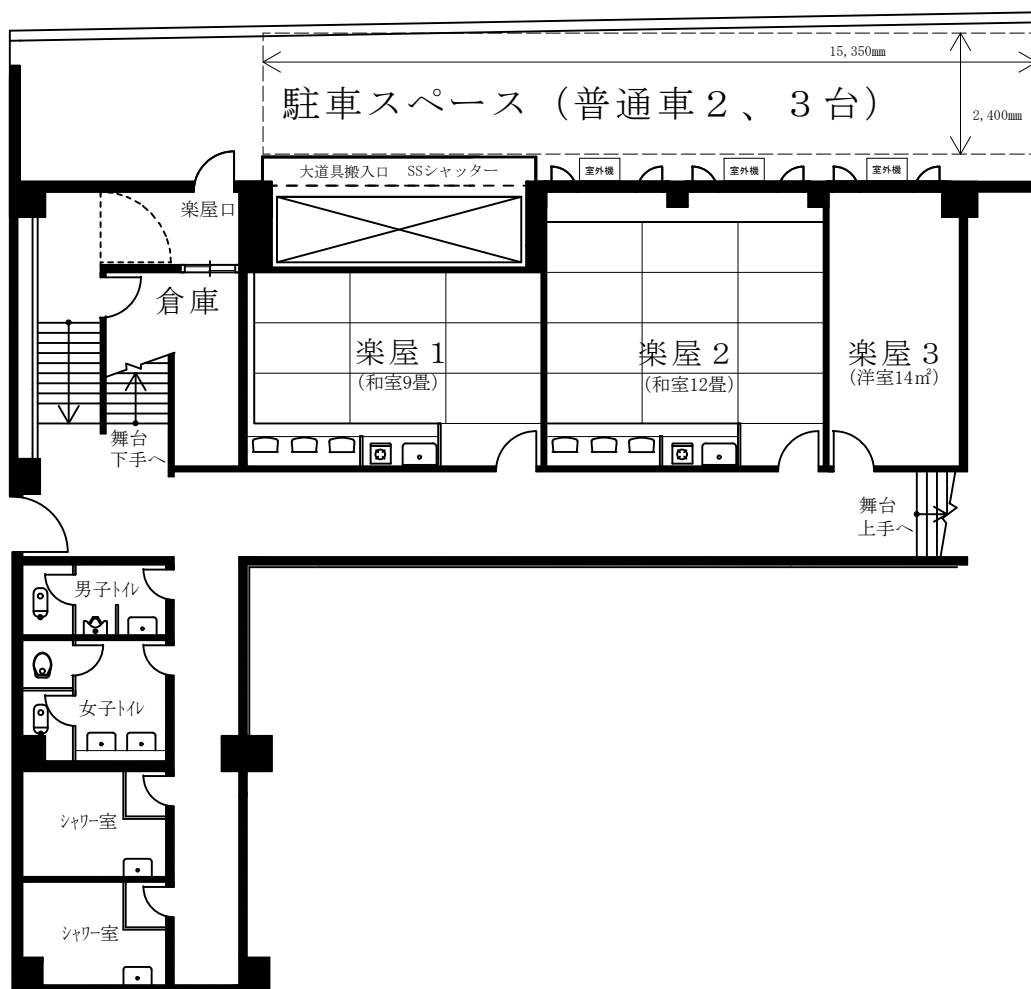 15,350mm
駐車スペース（普通車２、３台）
2,400mm
大道具搬入口 SSシャッター
室外機
室外機
室外機
楽屋口
倉庫
楽屋１
(和室9畳)
楽屋２
(和室12畳)
楽屋３
(洋室14㎡)
舞台
下手へ
舞台
上手へ
男子ﾄｲﾚ
女子ﾄｲﾚ
ｼｬﾜｰ室
ｼｬﾜｰ室